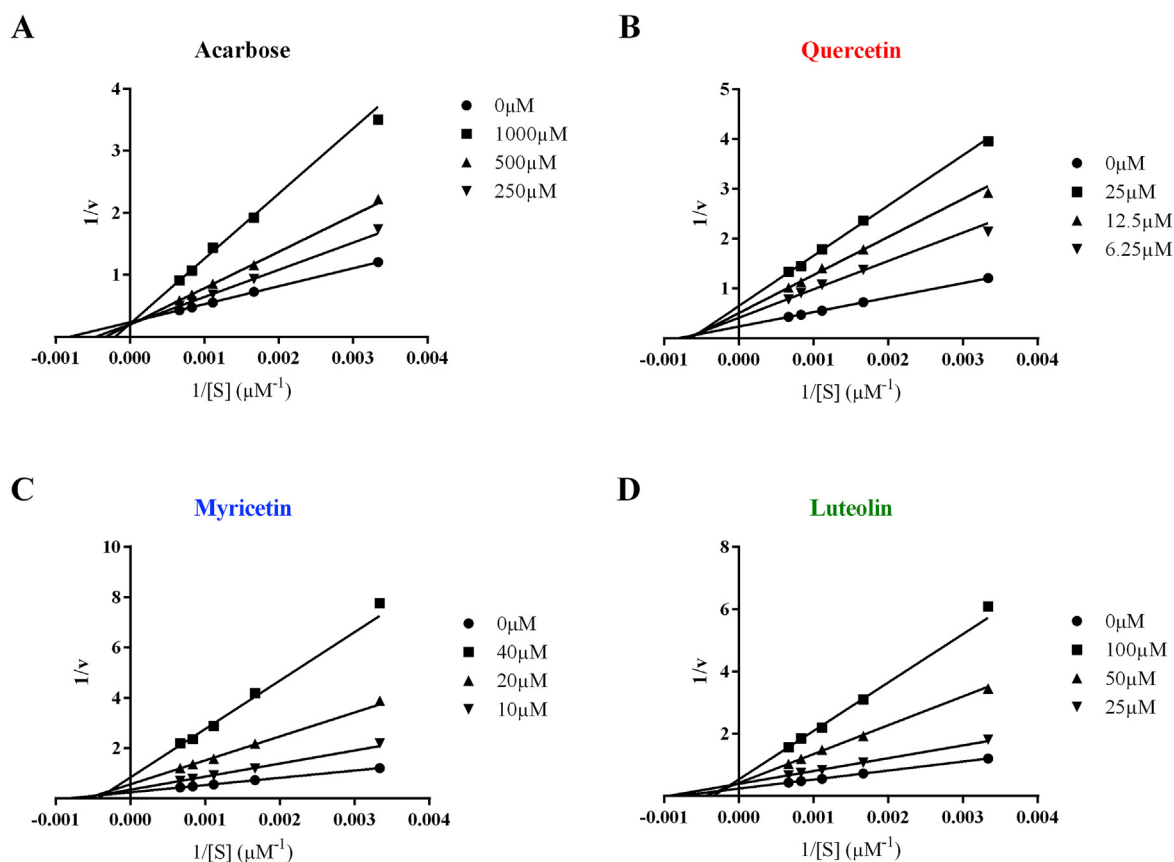 A
Acarbose
4
3
2
1
1/v
-0.001
0.000
0.001
0.002
0.003
0.004
1/[S] (µM⁻¹)
0µM
1000µM
500µM
250µM
B
Quercetin
5
4
3
2
1
1/v
-0.001
0.000
0.001
0.002
0.003
0.004
1/[S] (µM⁻¹)
0µM
25µM
12.5µM
6.25µM
C
Myricetin
10
8
6
4
2
1/v
-0.001
0.000
0.001
0.002
0.003
0.004
1/[S] (µM⁻¹)
0µM
40µM
20µM
10µM
D
Luteolin
8
6
4
2
1/v
-0.001
0.000
0.001
0.002
0.003
0.004
1/[S] (µM⁻¹)
0µM
100µM
50µM
25µM